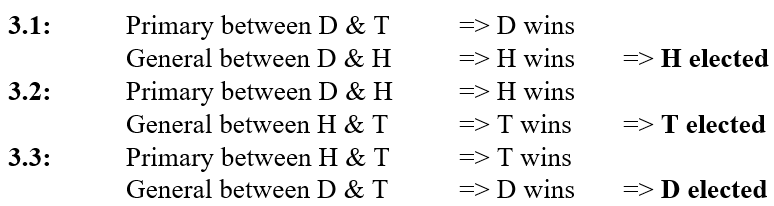 3.1: Primary between D & T => D wins
General between D & H => H wins => H elected
3.2: Primary between D & H => H wins
General between H & T => T wins => T elected
3.3: Primary between H & T => T wins
General between D & T => D wins => D elected